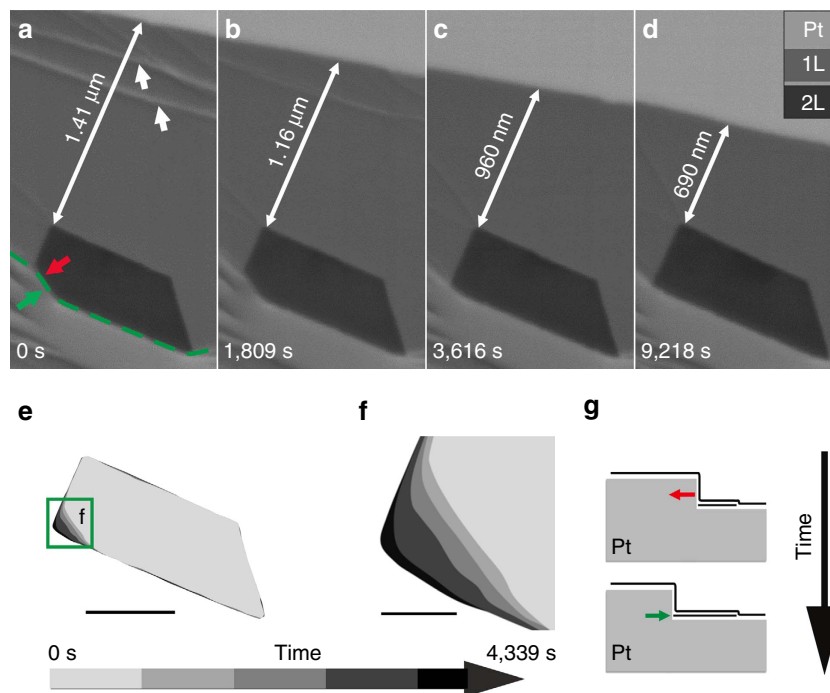 a
b
c
d
Pt
1L
2L
1.41 μm
1.16 μm
960 nm
690 nm
0 s
1,809 s
3,616 s
9,218 s
e
f
g
f
Pt
Pt
Time
0 s
Time
4,339 s